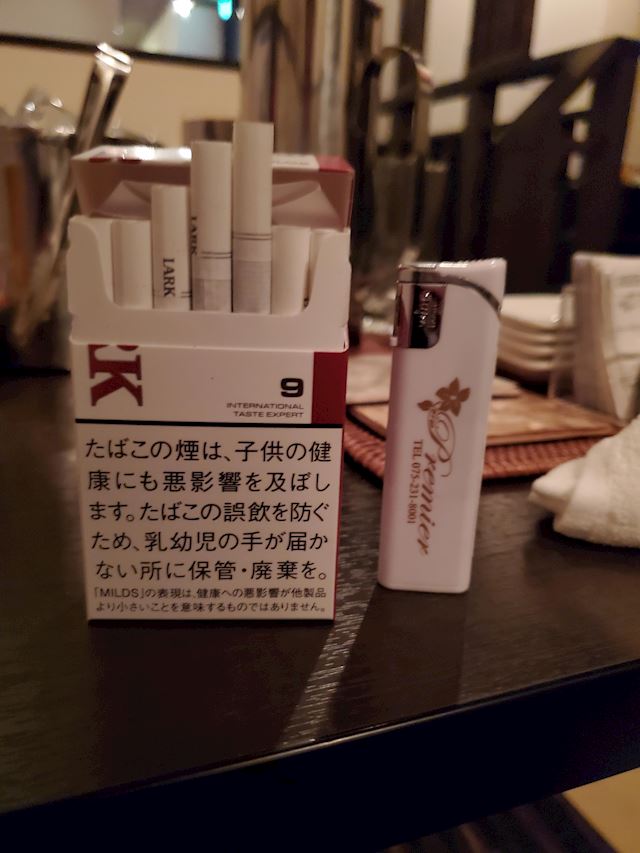 LARK
LARK
RK
9
INTERNATIONAL
TASTE EXPERT
たばこの煙は、子供の健
康にも悪影響を及ぼし
ます。たばこの誤飲を防ぐ
ため、乳幼児の手が届か
ない所に保管・廃棄を。
「MILDS」の表現は、健康への悪影響が他製品
より小さいことを意味するものではありません。
Premier
TEL 075-231-8001